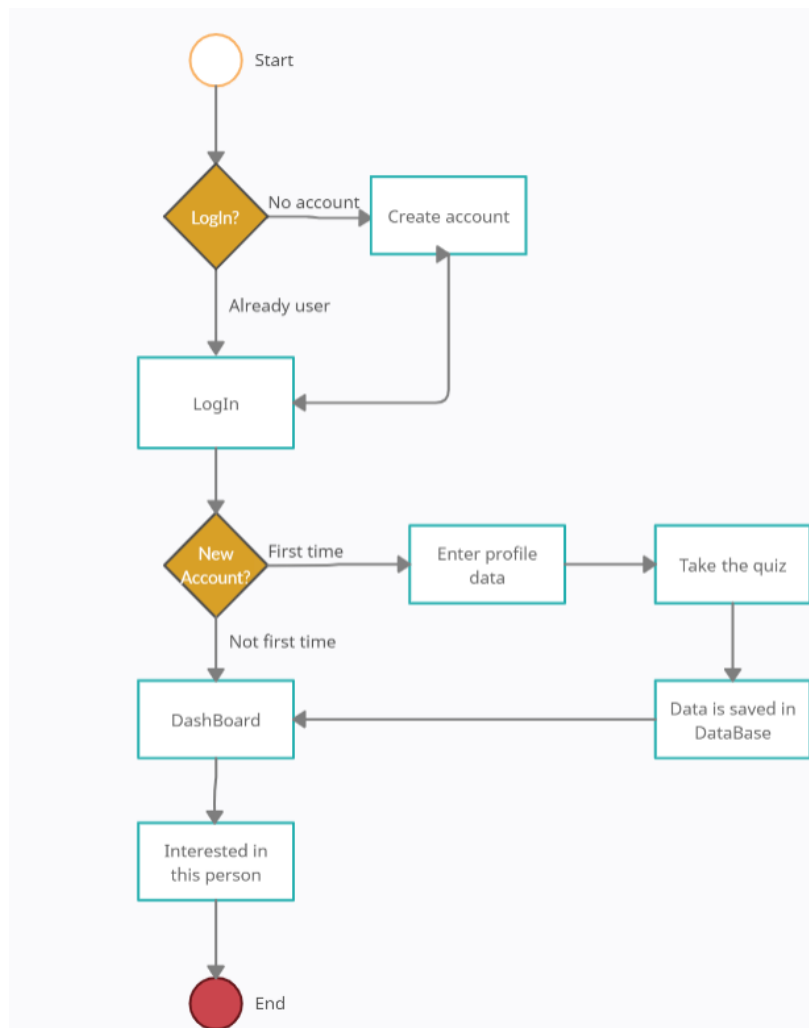 Start
LogIn?
No account
Create account
Already user
LogIn
New
Account?
First time
Enter profile
data
Take the quiz
Not first time
DashBoard
Data is saved in
DataBase
Interested in
this person
End